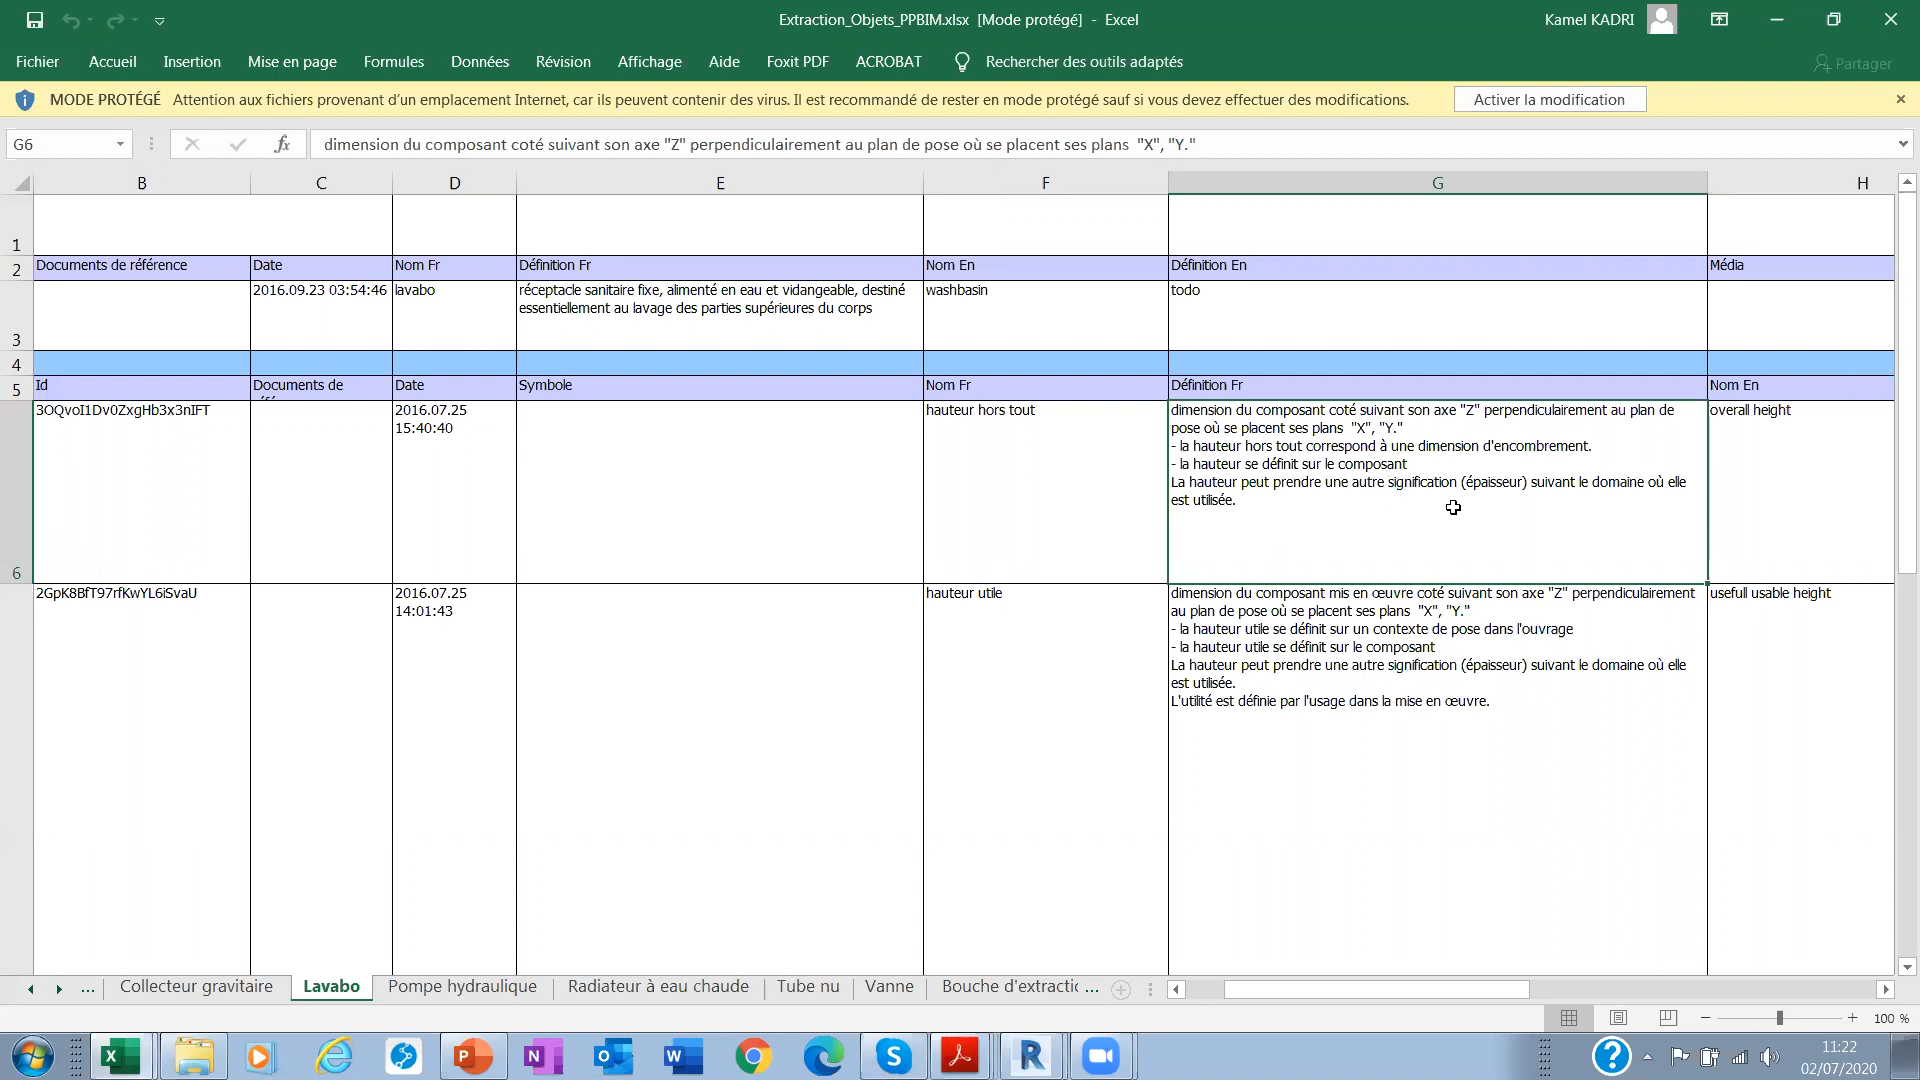 Extraction_Objets_PPBIM.xlsx [Mode protégé] - Excel
Kamel KADRI
Fichier Accueil Insertion Mise en page Formules Données Révision Affichage Aide Foxit PDF ACROBAT Rechercher des outils adaptés Partager
MODE PROTÉGÉ Attention aux fichiers provenant d'un emplacement Internet, car ils peuvent contenir des virus. Il est recommandé de rester en mode protégé sauf si vous devez effectuer des modifications. Activer la modification
G6 fx dimension du composant coté suivant son axe "Z" perpendiculairement au plan de pose où se placent ses plans "X", "Y."
B C D E F G H
1
2 Documents de référence Date Nom Fr Définition Fr Nom En Définition En Média
2016.09.23 03:54:46 lavabo réceptacle sanitaire fixe, alimenté en eau et vidangeable, destiné washbasin todo
essentiellement au lavage des parties supérieures du corps
3
4
5 Id Documents de Date Symbole Nom Fr Définition Fr Nom En
3OQvoI1Dv0ZxgHb3x3nIFT 2016.07.25 hauteur hors tout dimension du composant coté suivant son axe "Z" perpendiculairement au plan de overall height
15:40:40 pose où se placent ses plans "X", "Y."
- la hauteur hors tout correspond à une dimension d'encombrement.
- la hauteur se définit sur le composant
La hauteur peut prendre une autre signification (épaisseur) suivant le domaine où elle
est utilisée.
6
2GpK8BfT97rfKwYL6iSvaU 2016.07.25 hauteur utile dimension du composant mis en œuvre coté suivant son axe "Z" perpendiculairement usefull usable height
14:01:43 au plan de pose où se placent ses plans "X", "Y."
- la hauteur utile se définit sur un contexte de pose dans l'ouvrage
- la hauteur utile se définit sur le composant
La hauteur peut prendre une autre signification (épaisseur) suivant le domaine où elle
est utilisée.
L'utilité est définie par l'usage dans la mise en œuvre.
... Collecteur gravitaire Lavabo Pompe hydraulique Radiateur à eau chaude Tube nu Vanne Bouche d'extractic ...
100 %
11:22
02/07/2020